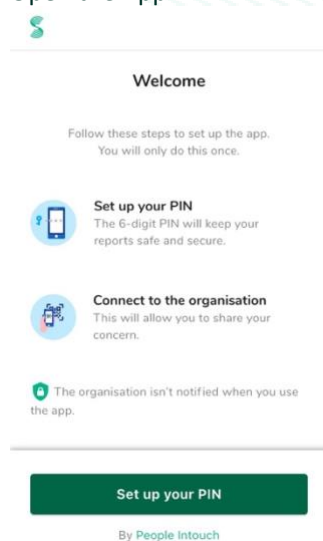 Open the App
Welcome
Follow these steps to set up the app.
You will only do this once.
Set up your PIN
The 6-digit PIN will keep your
reports safe and secure.
Connect to the organisation
This will allow you to share your
concern.
The organisation isn't notified when you use
the app.
Set up your PIN
By People Intouch